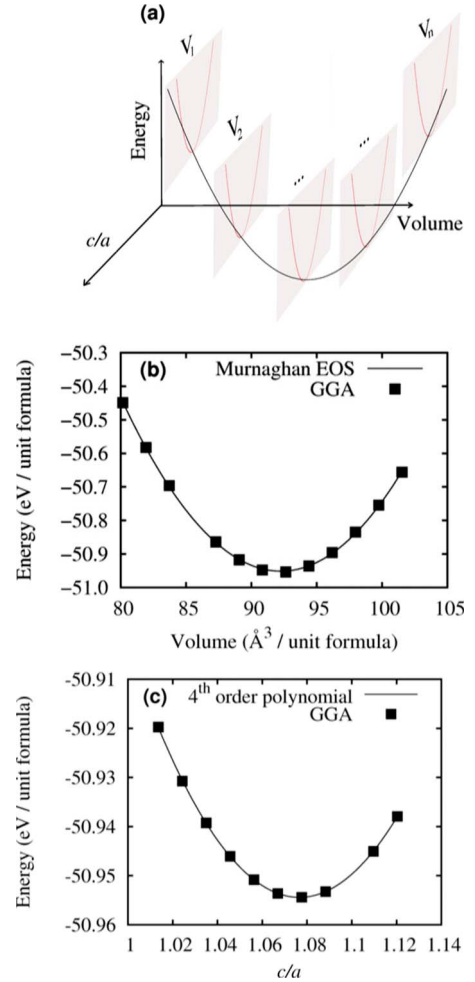 (a)
V1
V2
...
...
Vn
Energy
Volume
c/a
(b)
Murnaghan EOS
GGA
−50.3
−50.4
−50.5
−50.6
−50.7
−50.8
−50.9
−51.0
80 85 90 95 100 105
Energy (eV / unit formula)
Volume (Å3 / unit formula)
(c)
4th order polynomial
GGA
-50.91
-50.92
-50.93
-50.94
-50.95
-50.96
1 1.02 1.04 1.06 1.08 1.1 1.12 1.14
Energy (eV / unit formula)
c/a